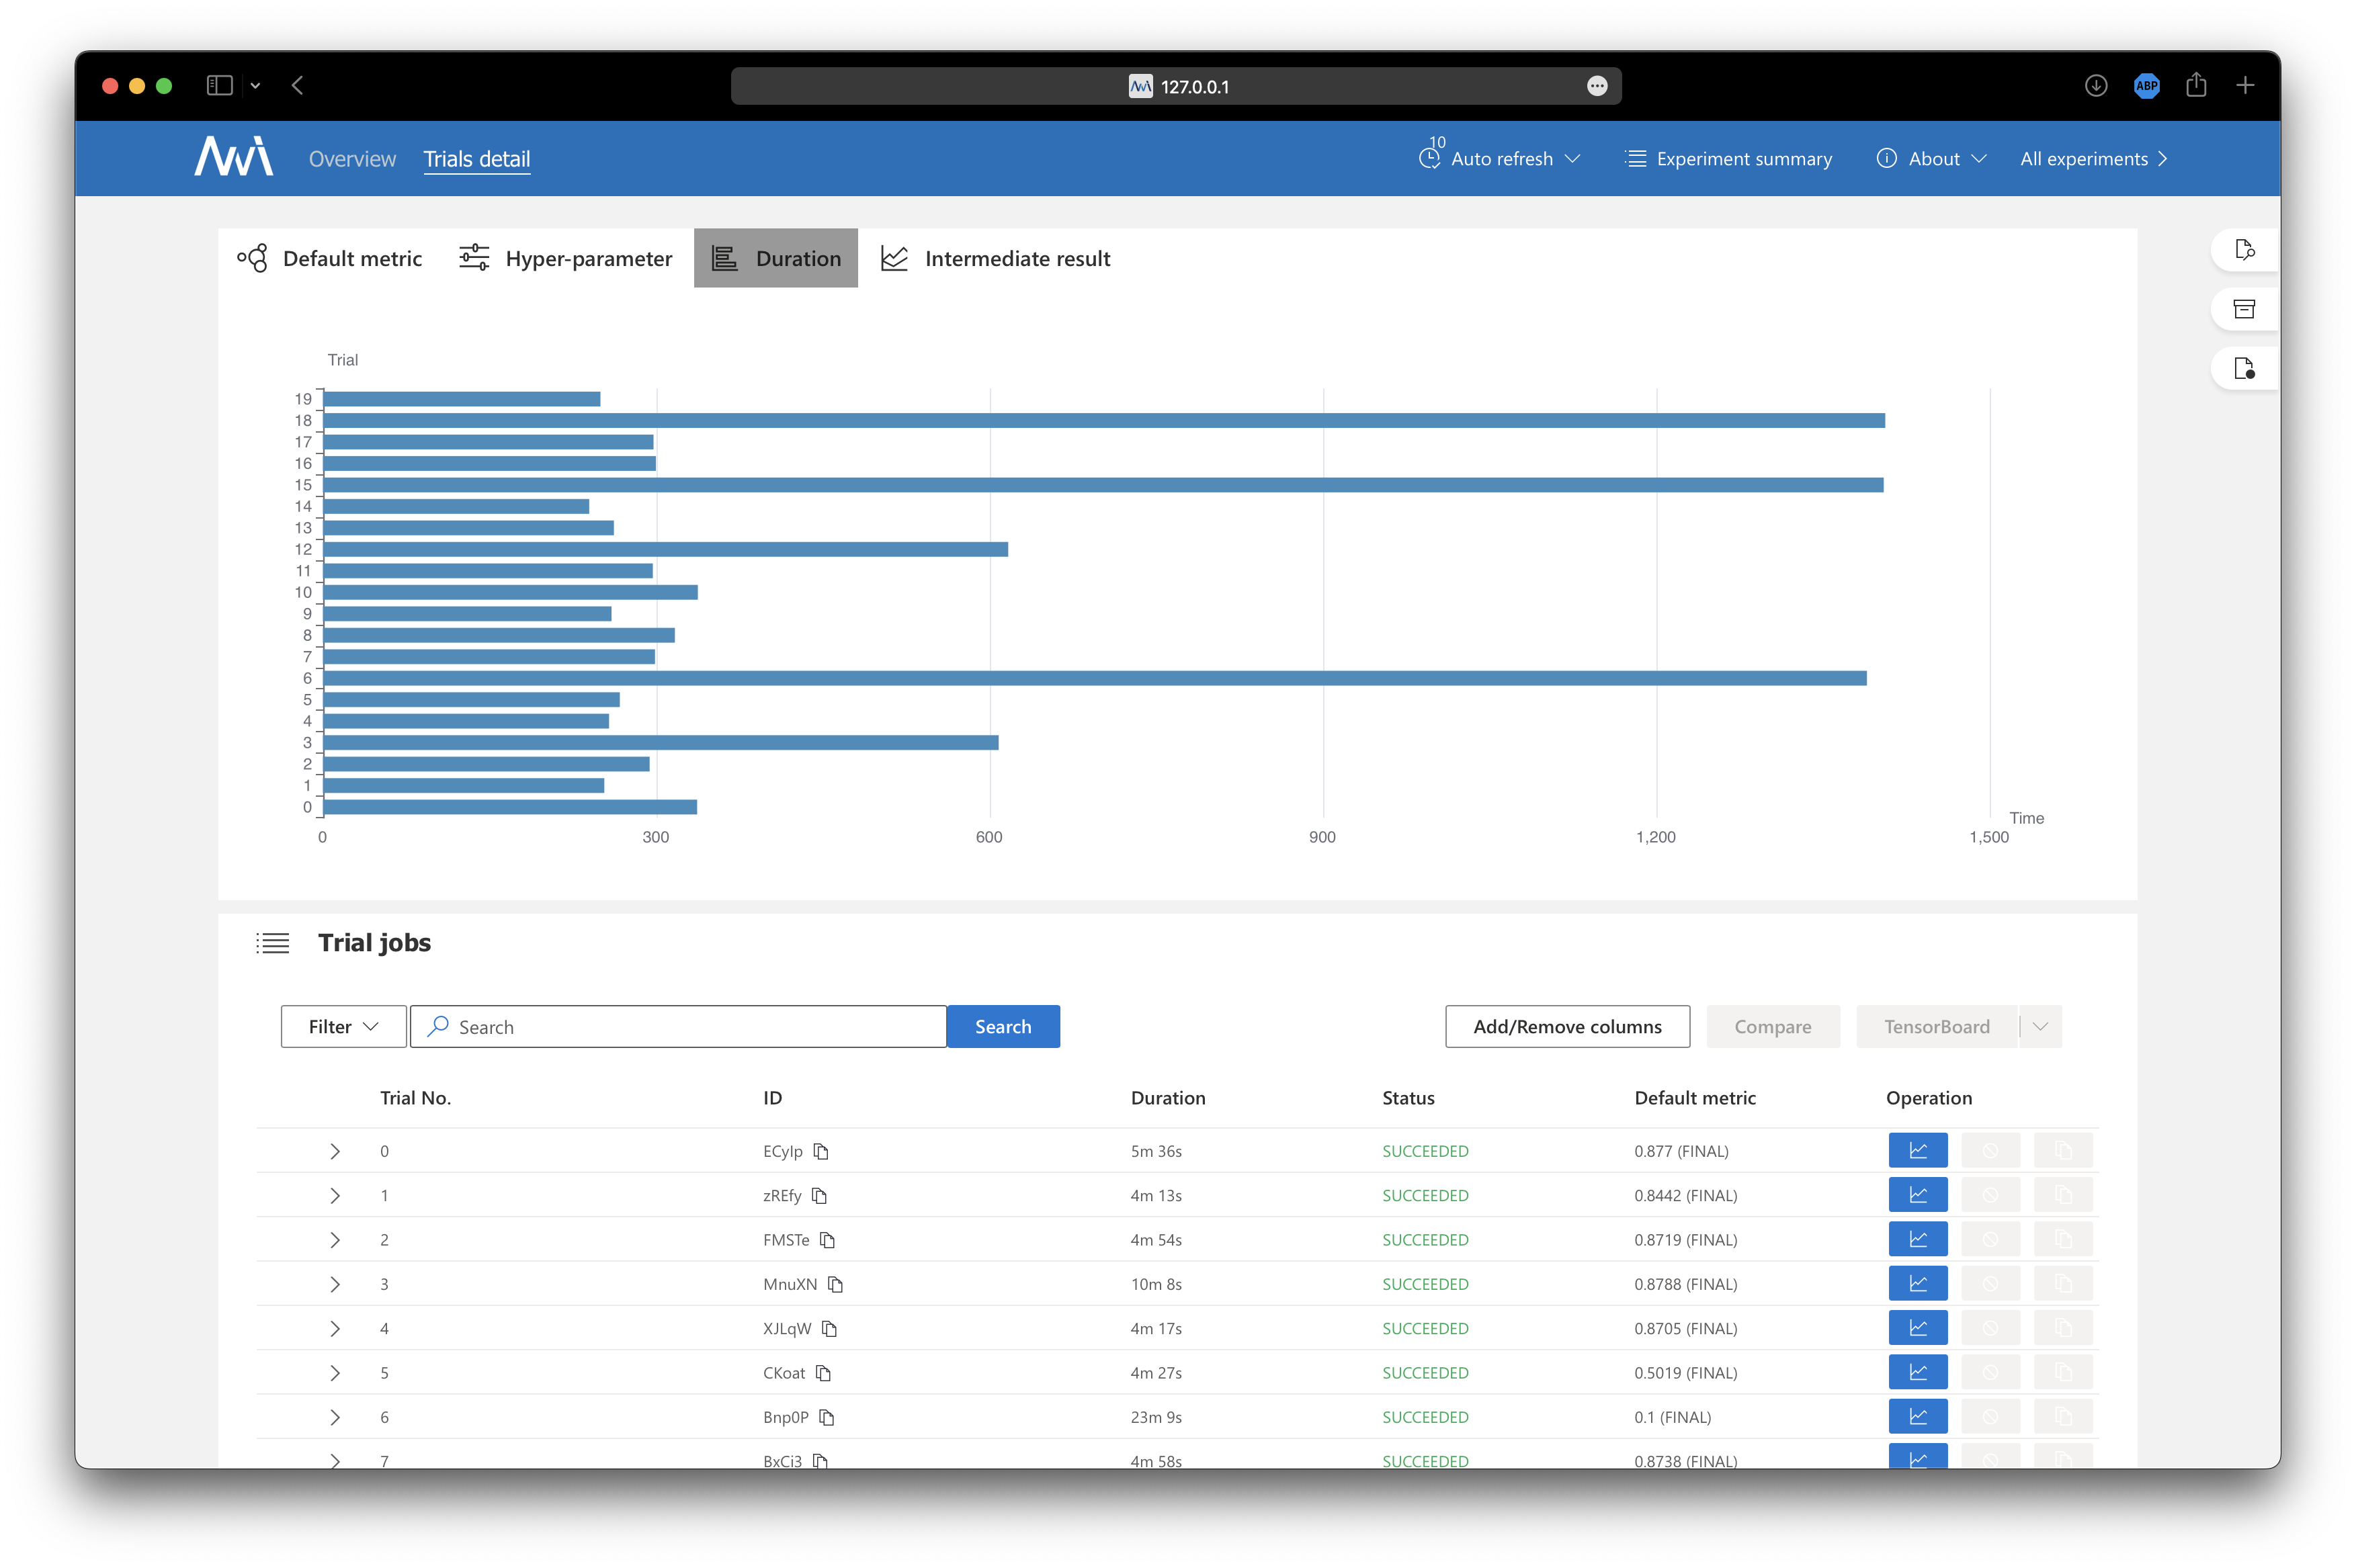 127.0.0.1
ABP
Overview Trials detail 10 Auto refresh Experiment summary About All experiments
Default metric Hyper-parameter Duration Intermediate result
Trial
19
18
17
16
15
14
13
12
11
10
9
8
7
6
5
4
3
2
1
0
Time
0 300 600 900 1,200 1,500
Trial jobs
Filter Search Search Add/Remove columns Compare TensorBoard
Trial No. ID Duration Status Default metric Operation
0 ECylp 5m 36s SUCCEEDED 0.877 (FINAL)
1 zREfy 4m 13s SUCCEEDED 0.8442 (FINAL)
2 FMSTe 4m 54s SUCCEEDED 0.8719 (FINAL)
3 MnuXN 10m 8s SUCCEEDED 0.8788 (FINAL)
4 XJLqW 4m 17s SUCCEEDED 0.8705 (FINAL)
5 CKoat 4m 27s SUCCEEDED 0.5019 (FINAL)
6 Bnp0P 23m 9s SUCCEEDED 0.1 (FINAL)
7 BxCi3 4m 58s SUCCEEDED 0.8738 (FINAL)